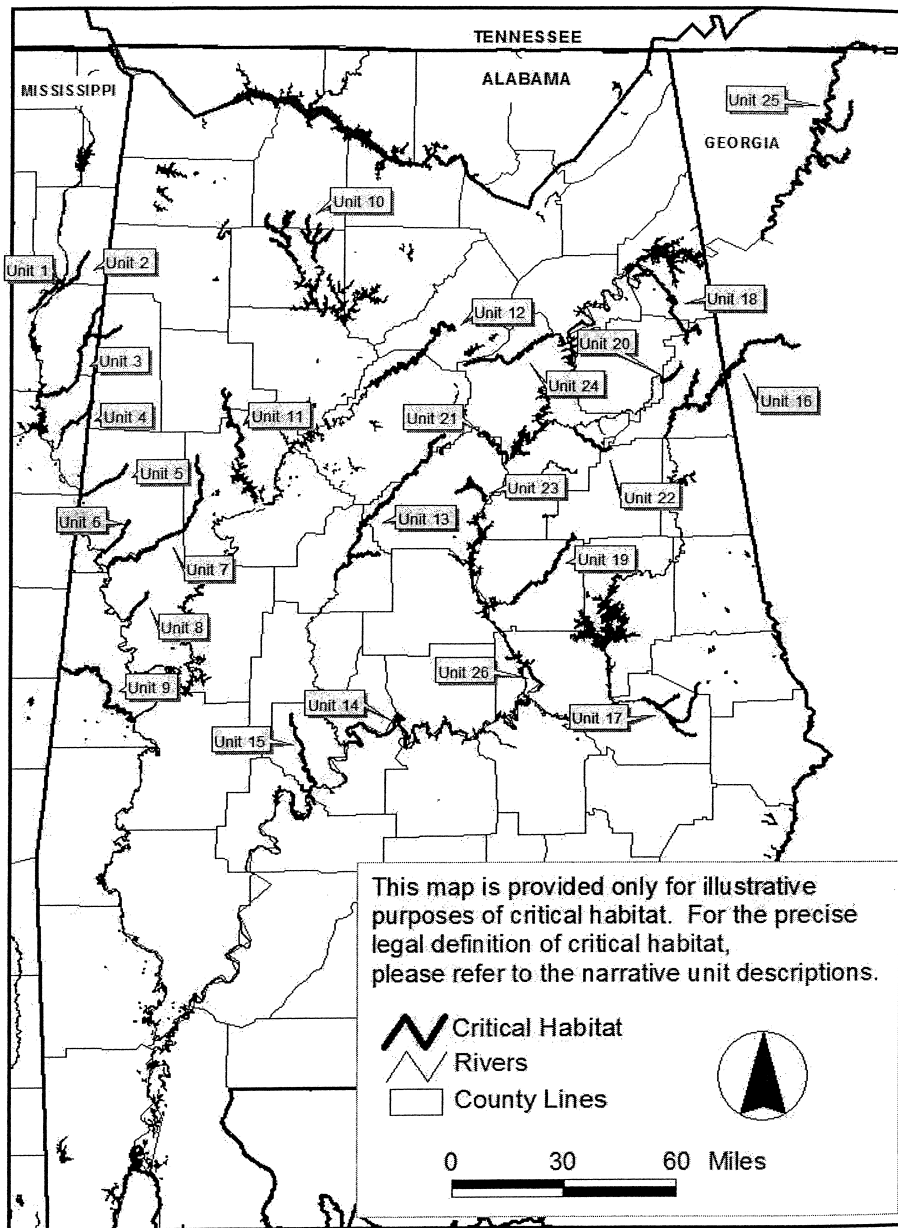 TENNESSEE
ALABAMA
MISSISSIPPI
Unit 25
GEORGIA
Unit 10
Unit 1
Unit 2
Unit 18
Unit 12
Unit 20
Unit 3
Unit 24
Unit 16
Unit 4
Unit 11
Unit 21
Unit 5
Unit 22
Unit 23
Unit 6
Unit 13
Unit 7
Unit 19
Unit 8
Unit 26
Unit 9
Unit 14
Unit 17
Unit 15
This map is provided only for illustrative
purposes of critical habitat. For the precise
legal definition of critical habitat,
please refer to the narrative unit descriptions.
Critical Habitat
Rivers
County Lines
0 30 60 Miles